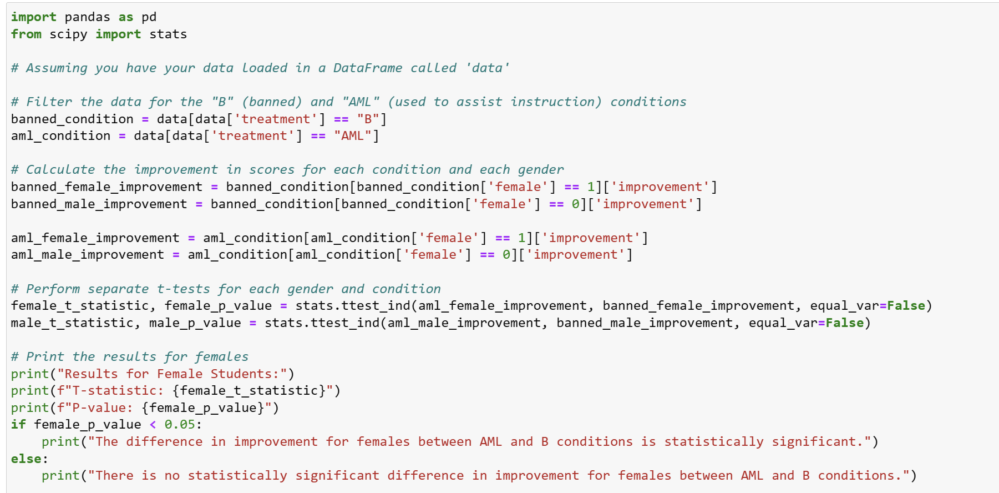 import pandas as pd
from scipy import stats
# Assuming you have your data loaded in a DataFrame called 'data'
# Filter the data for the "B" (banned) and "AML" (used to assist instruction) conditions
banned_condition = data[data['treatment'] == "B"]
aml_condition = data[data['treatment'] == "AML"]
# Calculate the improvement in scores for each condition and each gender
banned_female_improvement = banned_condition[banned_condition['female'] == 1]['improvement']
banned_male_improvement = banned_condition[banned_condition['female'] == 0]['improvement']
aml_female_improvement = aml_condition[aml_condition['female'] == 1]['improvement']
aml_male_improvement = aml_condition[aml_condition['female'] == 0]['improvement']
# Perform separate t-tests for each gender and condition
female_t_statistic, female_p_value = stats.ttest_ind(aml_female_improvement, banned_female_improvement, equal_var=False)
male_t_statistic, male_p_value = stats.ttest_ind(aml_male_improvement, banned_male_improvement, equal_var=False)
# Print the results for females
print("Results for Female Students:")
print(f"T-statistic: {female_t_statistic}")
print(f"P-value: {female_p_value}")
if female_p_value < 0.05:
    print("The difference in improvement for females between AML and B conditions is statistically significant.")
else:
    print("There is no statistically significant difference in improvement for females between AML and B conditions.")